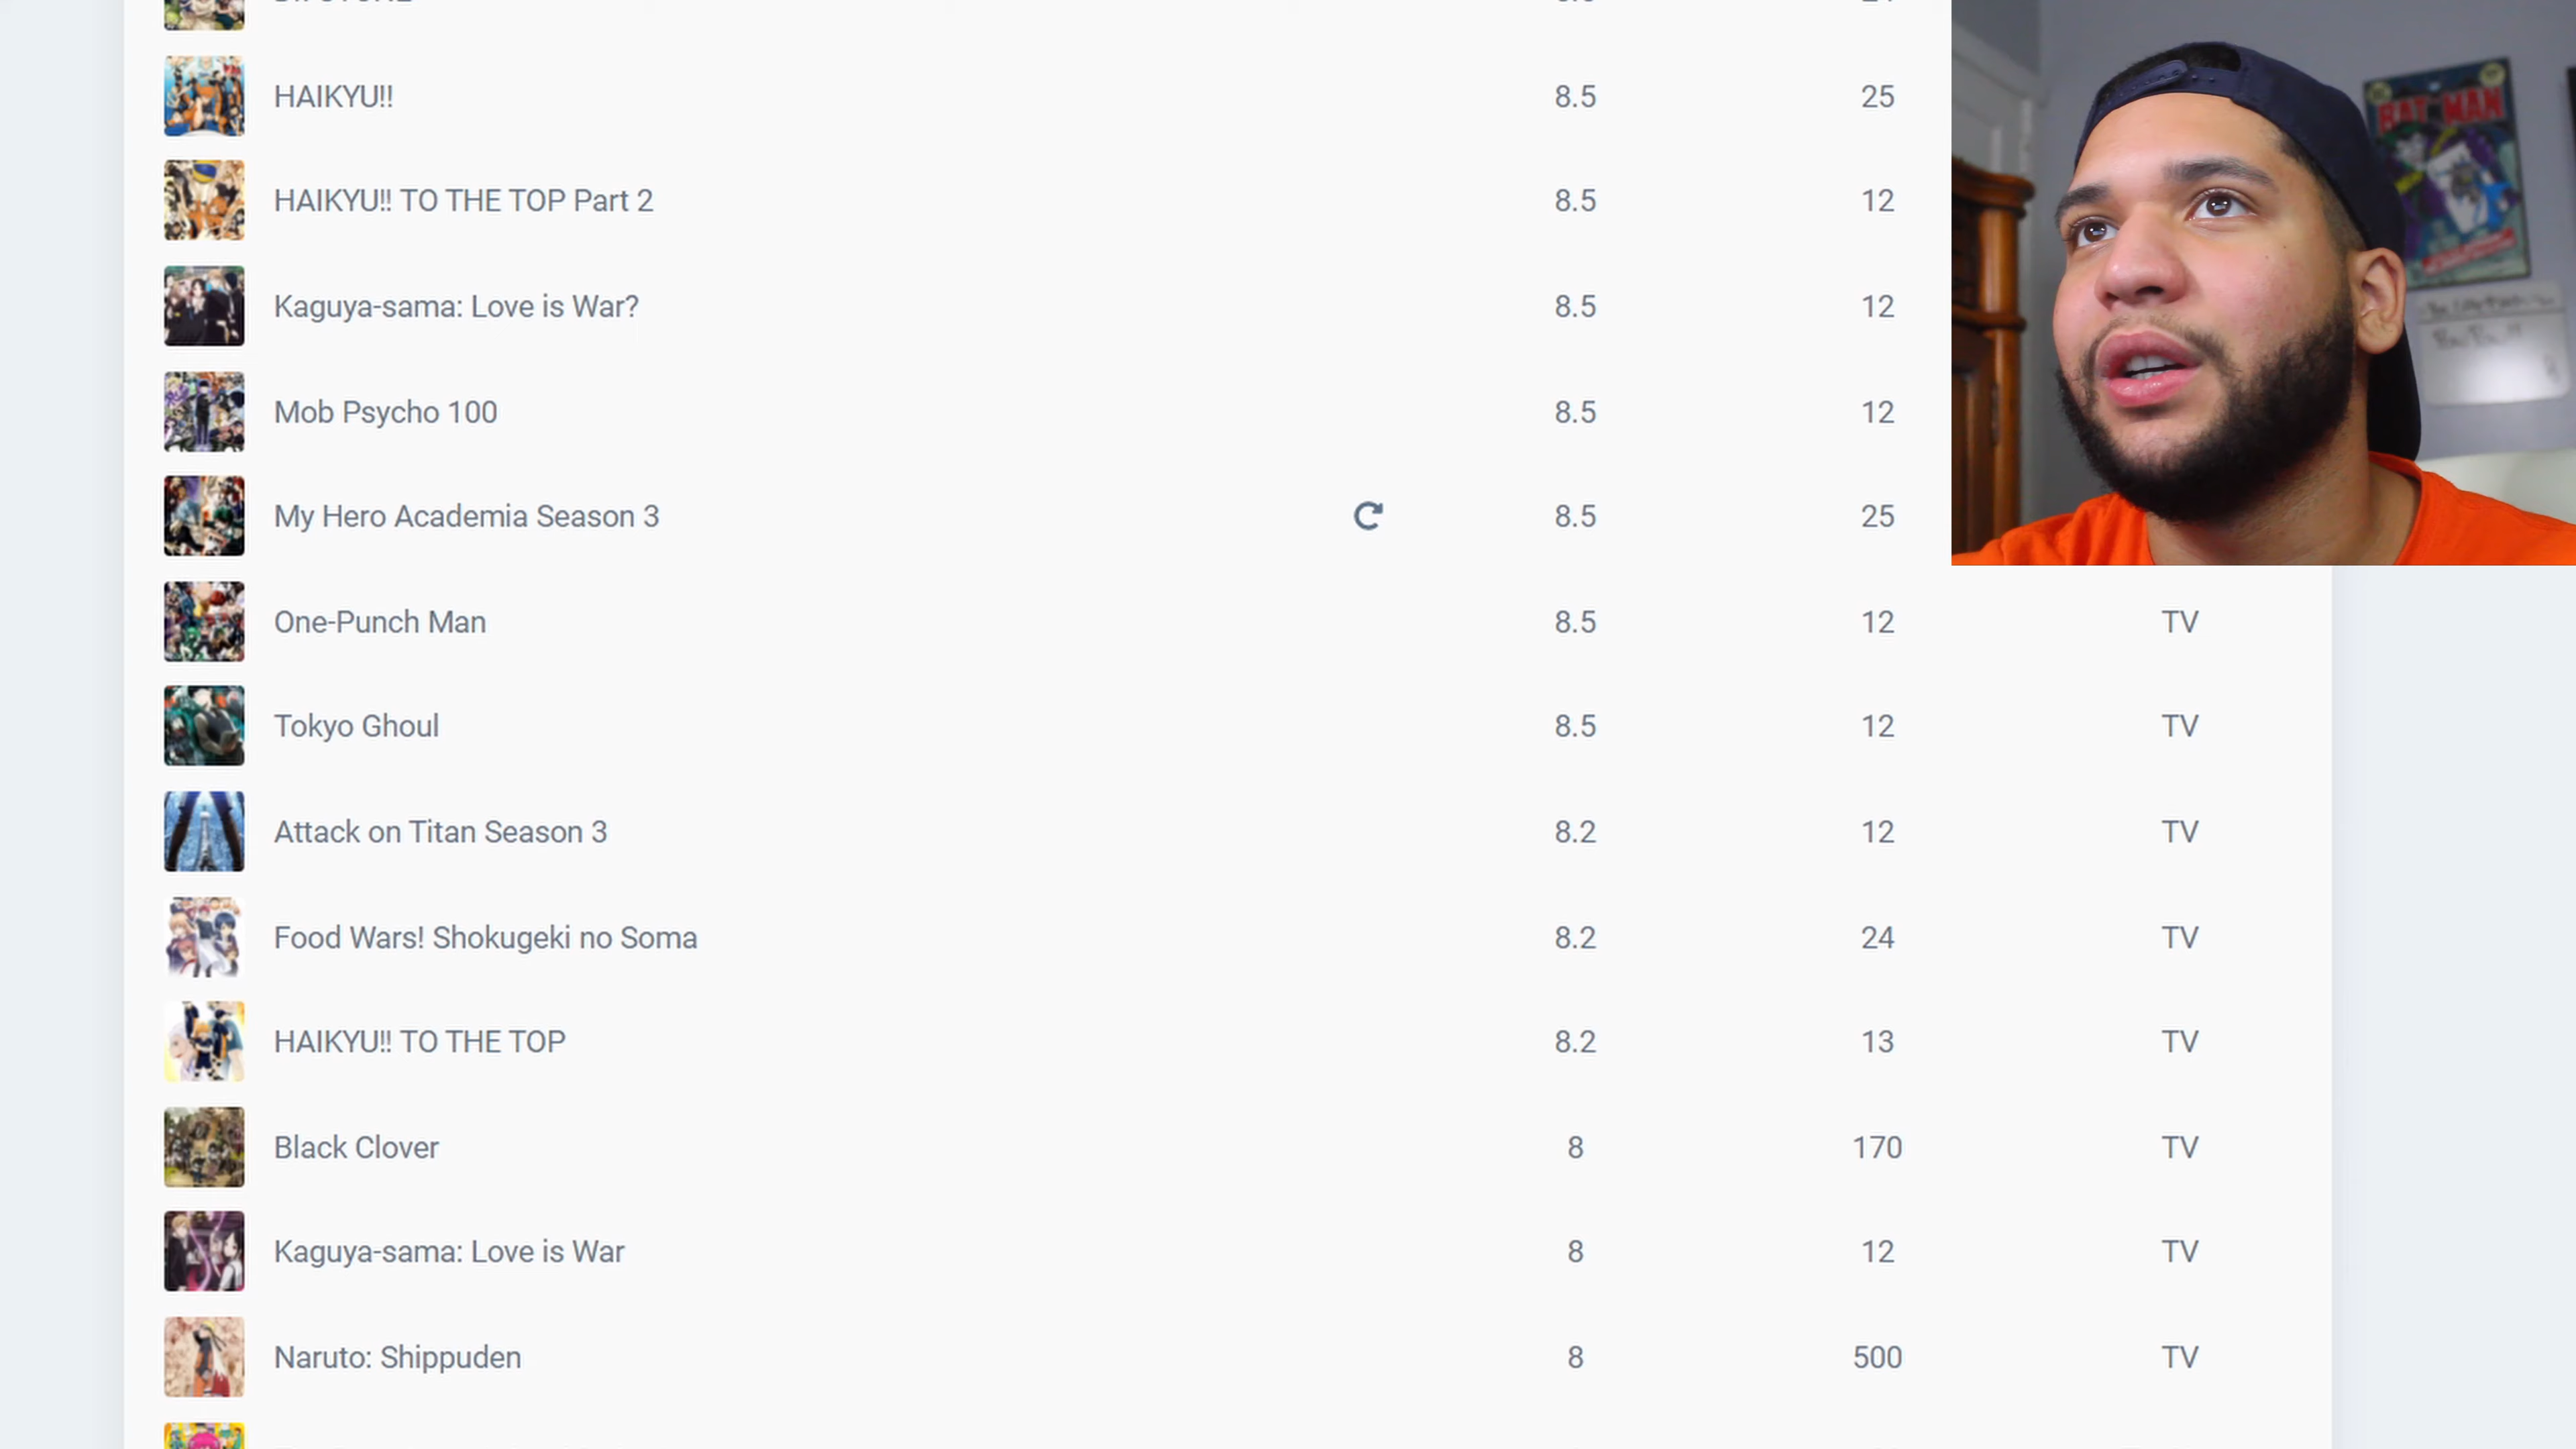 HAIKYU!! 8.5 25
HAIKYU!! TO THE TOP Part 2 8.5 12
Kaguya-sama: Love is War? 8.5 12
Mob Psycho 100 8.5 12
My Hero Academia Season 3 8.5 25
One-Punch Man 8.5 12 TV
Tokyo Ghoul 8.5 12 TV
Attack on Titan Season 3 8.2 12 TV
Food Wars! Shokugeki no Soma 8.2 24 TV
HAIKYU!! TO THE TOP 8.2 13 TV
Black Clover 8 170 TV
Kaguya-sama: Love is War 8 12 TV
Naruto: Shippuden 8 500 TV
BATMAN